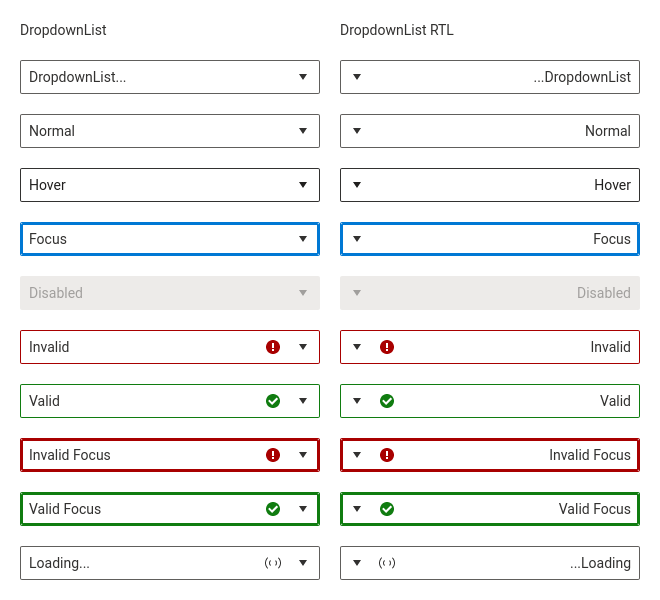 DropdownList
DropdownList RTL
DropdownList...
...DropdownList
Normal
Normal
Hover
Hover
Focus
Focus
Disabled
Disabled
Invalid
Invalid
Valid
Valid
Invalid Focus
Invalid Focus
Valid Focus
Valid Focus
Loading...
...Loading